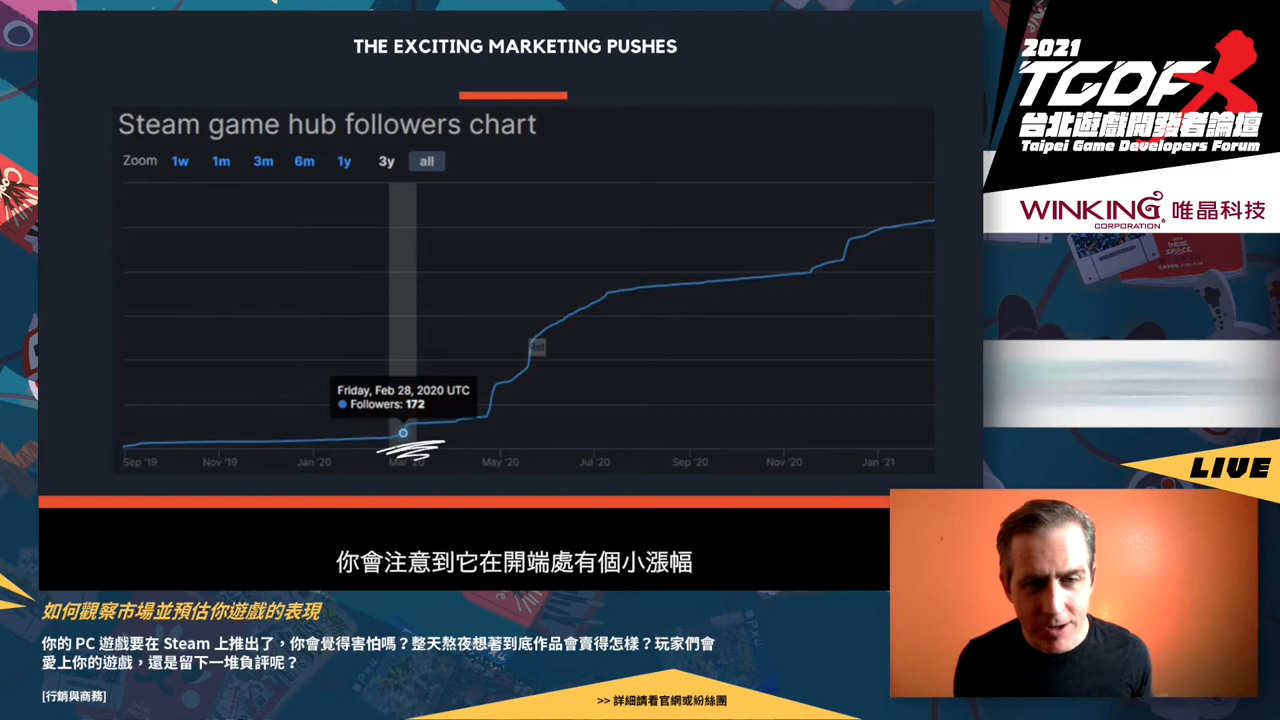 THE EXCITING MARKETING PUSHES
Steam game hub followers chart
Zoom 1w 1m 3m 6m 1y 3y all
Friday, Feb 28, 2020 UTC
Followers: 172
Sep '19 Nov '19 Jan '20 Mar '20 May '20 Jul '20 Sep '20 Nov '20 Jan '21
你會注意到它在開端處有個小漲幅
如何觀察市場並預估你遊戲的表現
你的 PC 遊戲要在 Steam 上推出了,你會覺得害怕嗎?整天熬夜想著到底作品會賣得怎樣?玩家們會
愛上你的遊戲,還是留下一堆負評呢?
[行銷與商務]
>> 詳細請看官網或紛絲團
2021
TGDF X
台北遊戲開發者論壇
Taipei Game Developers Forum
WINKING 唯晶科技
CORPORATION
INDIE
SPACE
LIVE